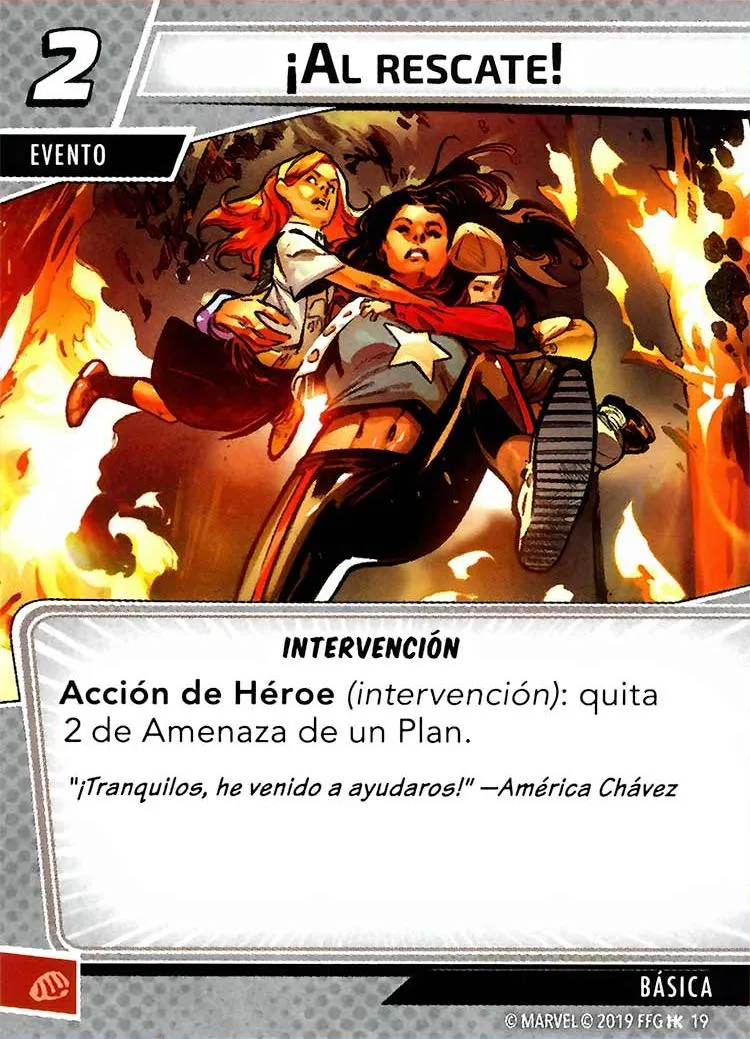 2
¡AL RESCATE!
EVENTO
INTERVENCIÓN
Acción de Héroe (intervención): quita
2 de Amenaza de un Plan.
"¡Tranquilos, he venido a ayudaros!" —América Chávez
BÁSICA
© MARVEL © 2019 FFG 19